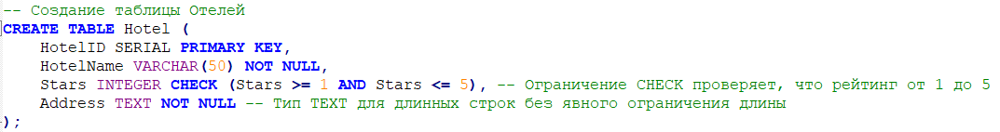 -- Создание таблицы Отелей
CREATE TABLE Hotel (
    HotelID SERIAL PRIMARY KEY,
    HotelName VARCHAR(50) NOT NULL,
    Stars INTEGER CHECK (Stars >= 1 AND Stars <= 5), -- Ограничение CHECK проверяет, что рейтинг от 1 до 5
    Address TEXT NOT NULL -- Тип TEXT для длинных строк без явного ограничения длины
);